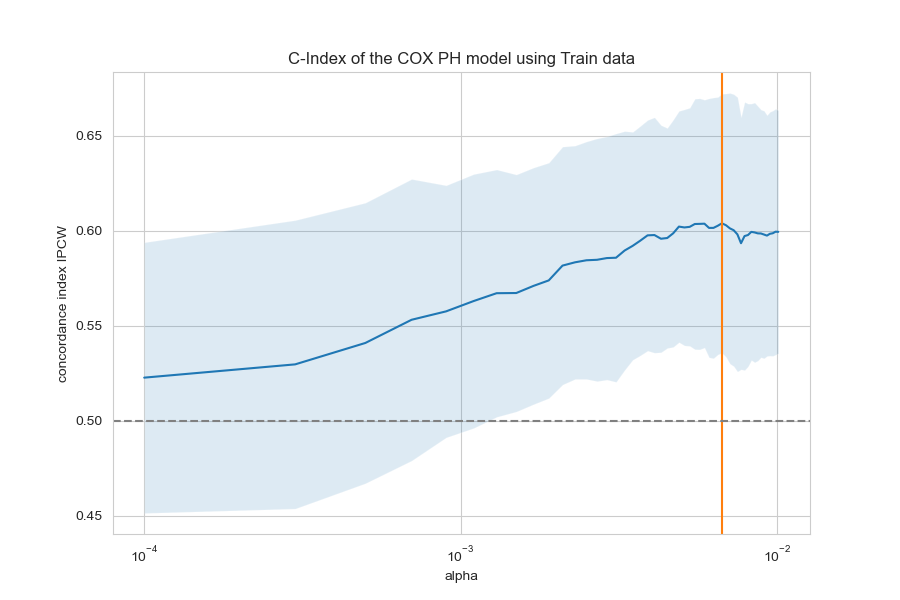 C-Index of the COX PH model using Train data
concordance index IPCW
0.65
0.60
0.55
0.50
0.45
10⁻⁴ 10⁻³ 10⁻²
alpha